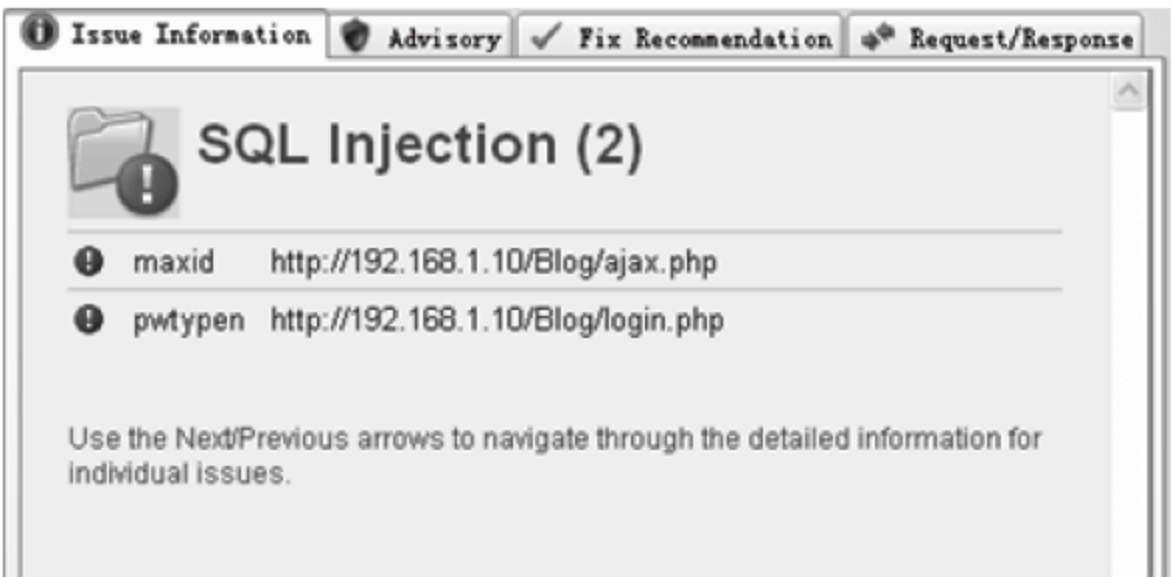 Issue Information Advisory Fix Recommendation Request/Response
SQL Injection (2)
maxid http://192.168.1.10/Blog/ajax.php
pwtypen http://192.168.1.10/Blog/login.php
Use the Next/Previous arrows to navigate through the detailed information for
individual issues.